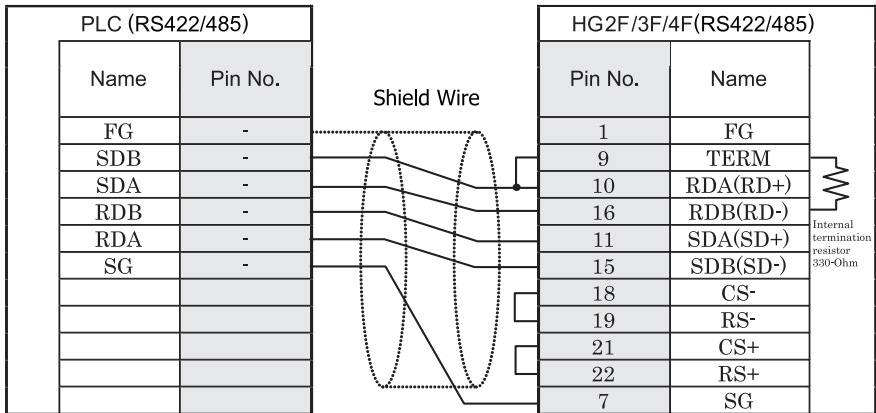 PLC (RS422/485) HG2F/3F/4F(RS422/485)
Name Pin No. Shield Wire Pin No. Name
FG - 1 FG
SDB - 9 TERM
SDA - 10 RDA(RD+)
RDB - 16 RDB(RD-)
RDA - 11 SDA(SD+)
SG - 15 SDB(SD-)
18 CS-
19 RS-
21 CS+
22 RS+
7 SG
Internal
termination
resistor
330-Ohm